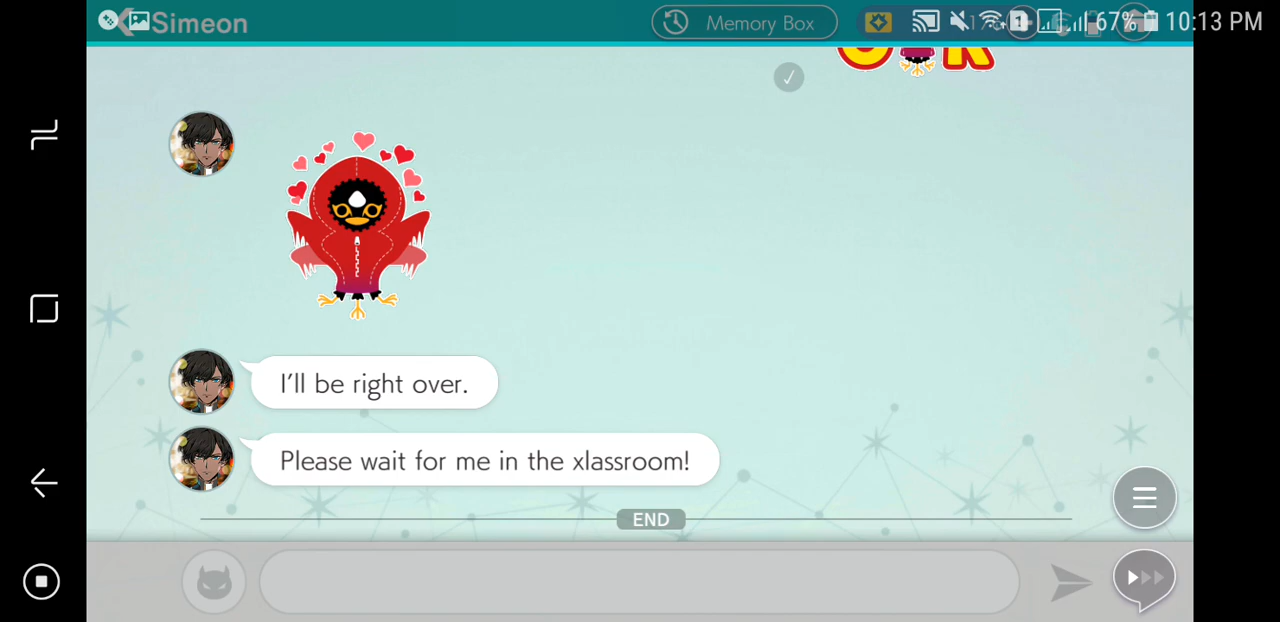 Simeon
Memory Box
1
67%
10:13 PM
I'll be right over.
Please wait for me in the xlassroom!
END